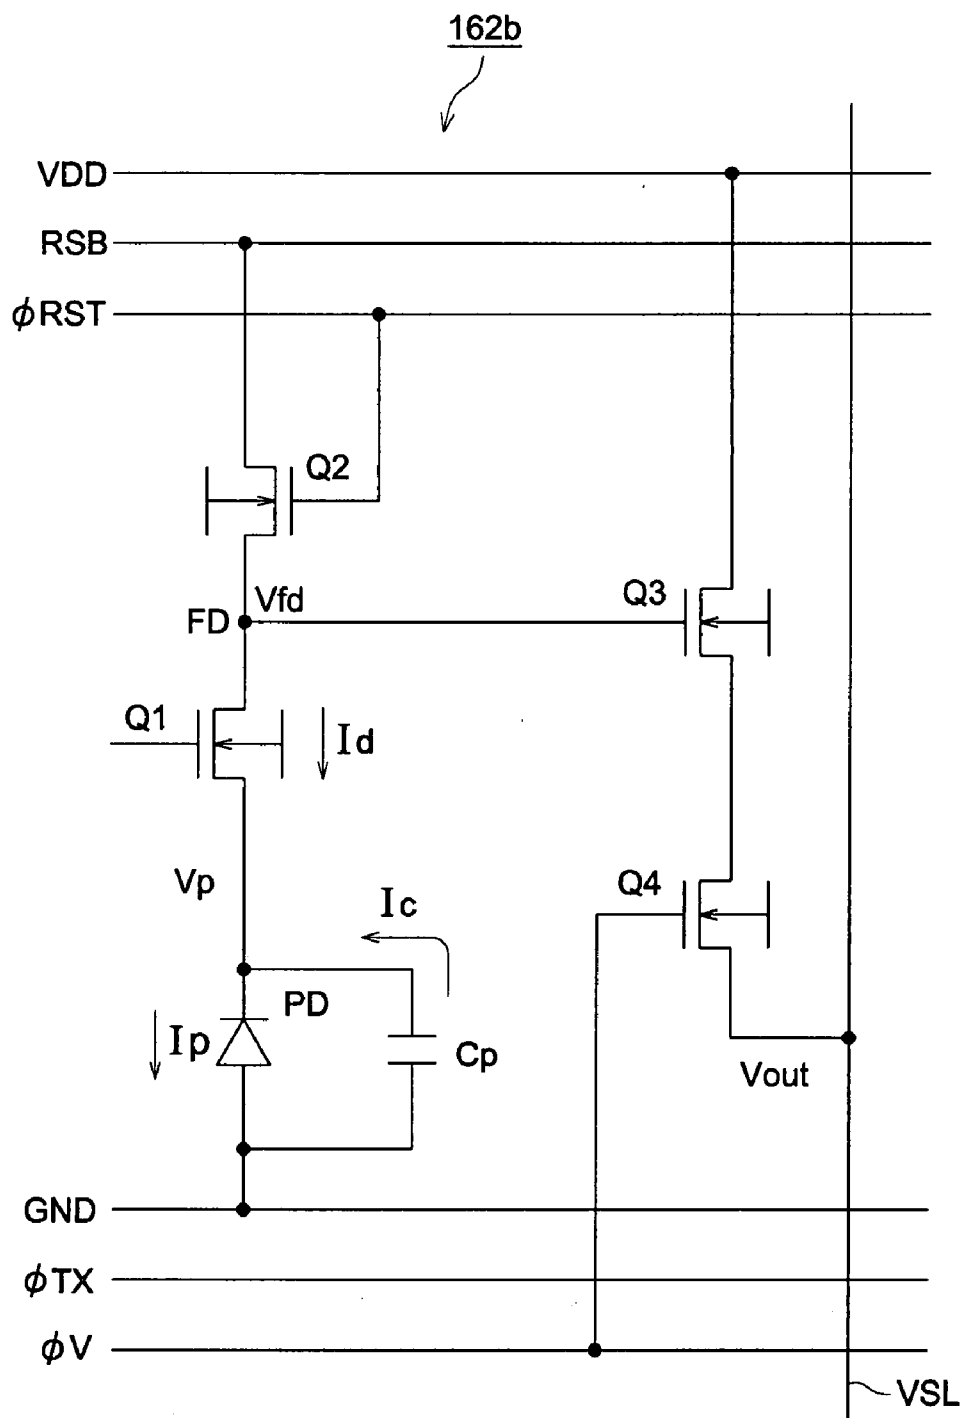 162b
VDD
RSB
ϕRST
Q2
Vfd
FD
Q3
Q1
Id
Vp
Ic
Q4
PD
Ip
Cp
Vout
GND
ϕTX
ϕV
VSL